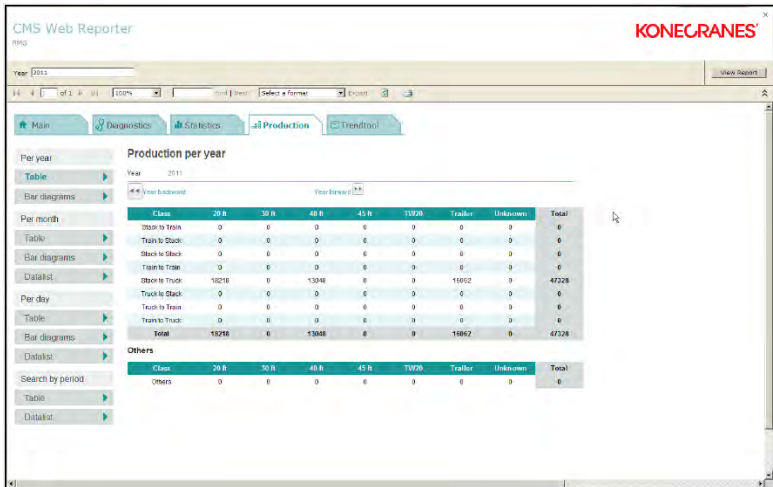 CMS Web Reporter
RMG
KONECRANES
Year 2011
View Report
of 1
100%
Find | Next
Select a format
Export
Main
Diagnostics
Statistics
Production
Trendtool
Per year
Table
Bar diagrams
Per month
Table
Bar diagrams
Datalist
Per day
Table
Bar diagrams
Datalist
Search by period
Table
Datalist
Production per year
Year 2011
Year backward Year forward
Class 20 ft 30 ft 40 ft 45 ft TW20 Trailer Unknown Total
Stack to Train 0 0 0 0 0 0 0 0
Train to Stack 0 0 0 0 0 0 0 0
Stack to Stack 0 0 0 0 0 0 0 0
Train to Train 0 0 0 0 0 0 0 0
Stack to Truck 18218 0 13048 0 0 16062 0 47328
Truck to Stack 0 0 0 0 0 0 0 0
Truck to Train 0 0 0 0 0 0 0 0
Train to Truck 0 0 0 0 0 0 0 0
Total 18218 0 13048 0 0 16062 0 47328
Others
Class 20 ft 30 ft 40 ft 45 ft TW20 Trailer Unknown Total
Others 0 0 0 0 0 0 0 0